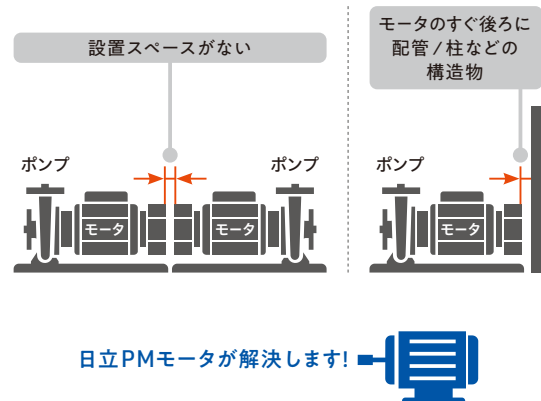 設置スペースがない
モータのすぐ後ろに
配管/柱などの
構造物
ポンプ
ポンプ
ポンプ
モータ
モータ
モータ
日立PMモータが解決します!